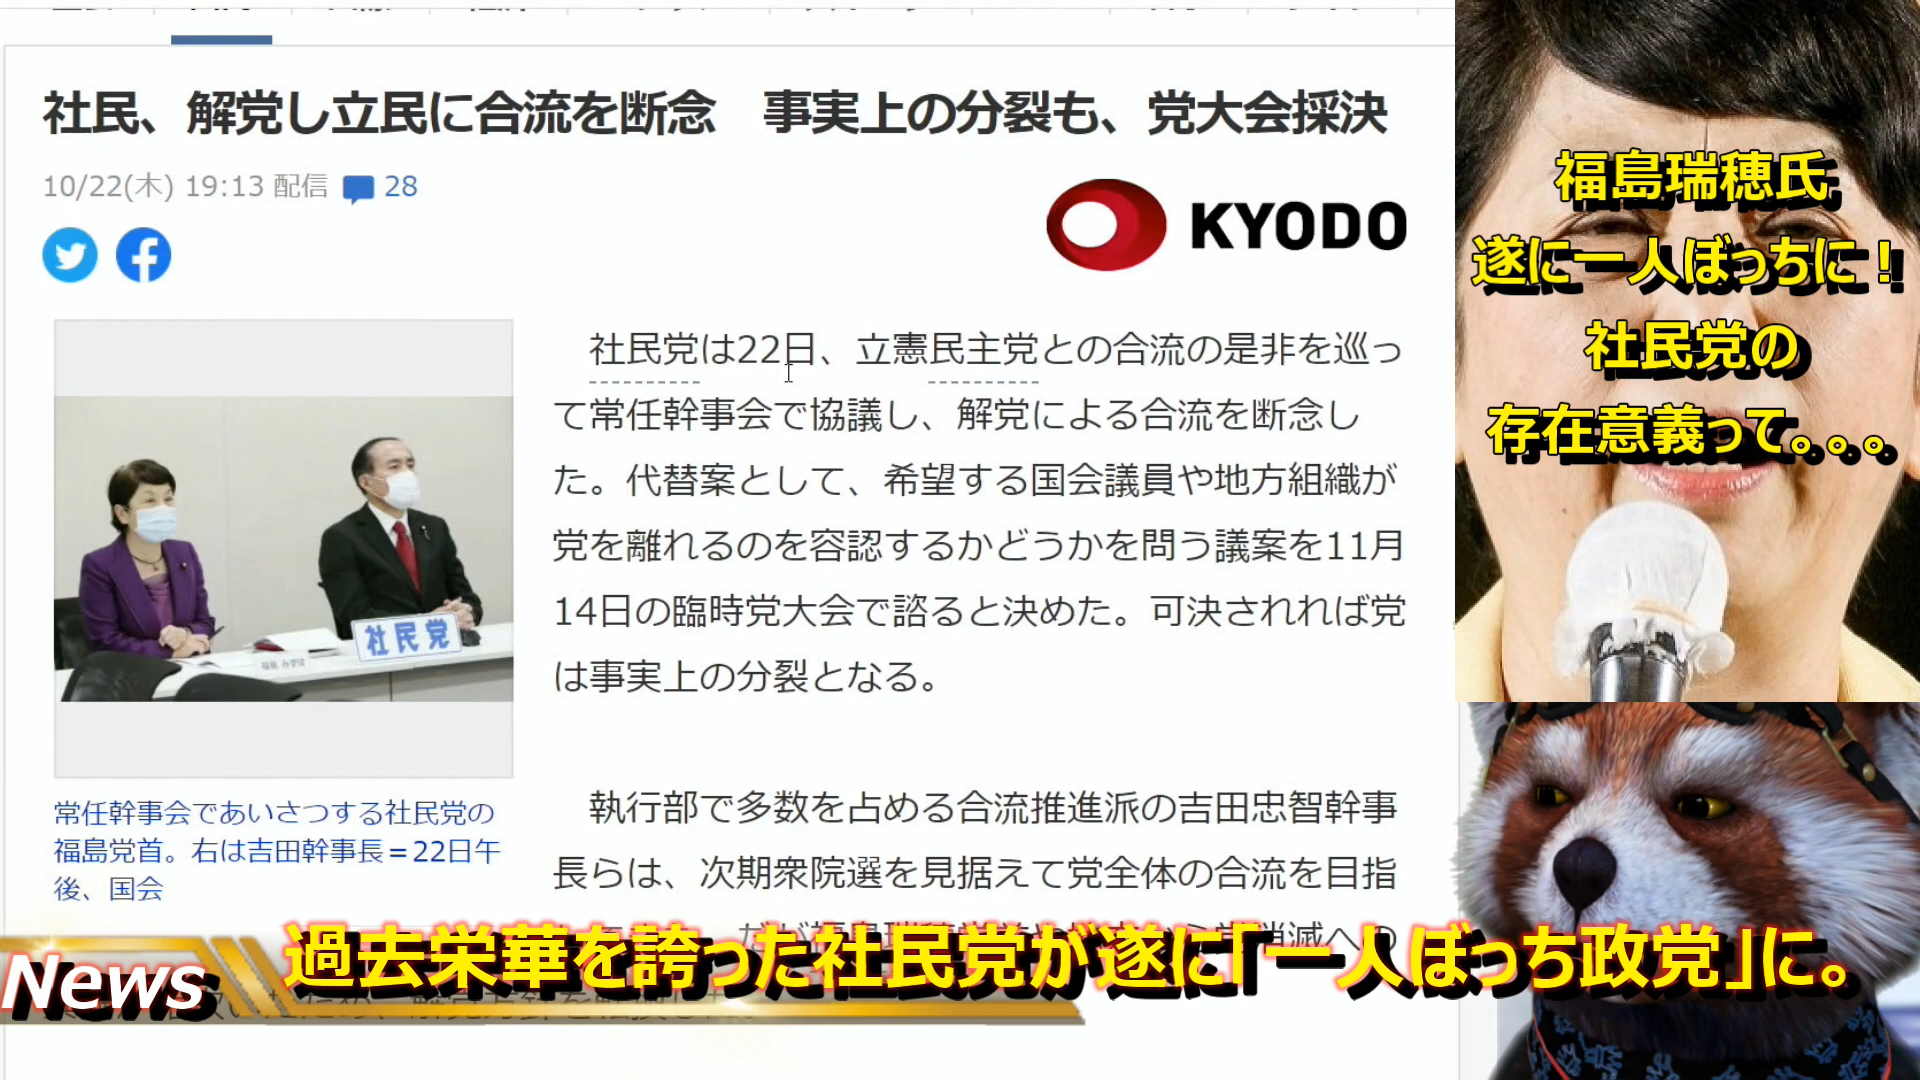 社民、解党し立民に合流を断念　事実上の分裂も、党大会採決
10/22(木) 19:13 配信 28
KYODO
社民党は22日、立憲民主党との合流の是非を巡っ
て常任幹事会で協議し、解党による合流を断念し
た。代替案として、希望する国会議員や地方組織が
党を離れるのを容認するかどうかを問う議案を11月
14日の臨時党大会で諮ると決めた。可決されれば党
は事実上の分裂となる。
執行部で多数を占める合流推進派の吉田忠智幹事
長らは、次期衆院選を見据えて党全体の合流を目指
社民党
常任幹事会であいさつする社民党の
福島党首。右は吉田幹事長＝22日午
後、国会
福島瑞穂氏
遂に一人ぼっちに！
社民党の
存在意義って。。。
News
過去栄華を誇った社民党が遂に「一人ぼっち政党」に。